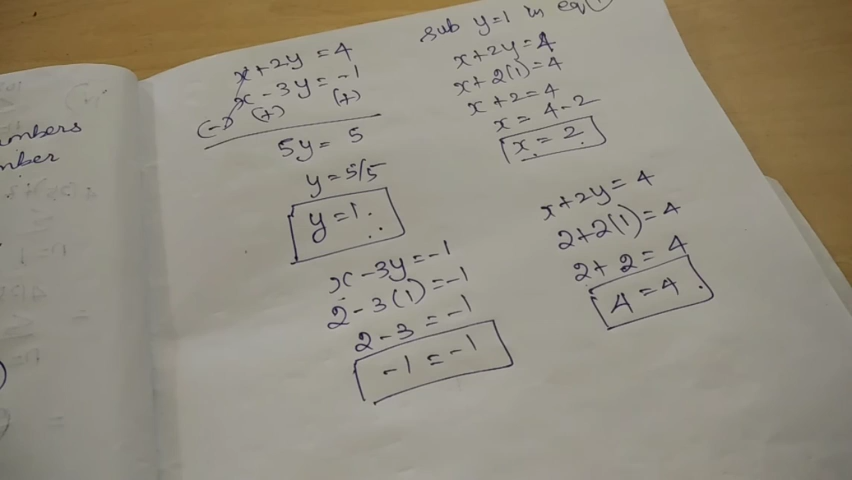 umbers
mber
x+2y = 4
x-3y = -1
(-) (+) (+)
5y = 5
y = 5/5
y = 1.
x-3y = -1
2-3(1) = -1
2-3 = -1
-1 = -1
sub y=1 in eq
x+2y = 4
x+2(1) = 4
x+2 = 4
x = 4-2
x = 2
x+2y = 4
2+2(1) = 4
2+2 = 4
4 = 4